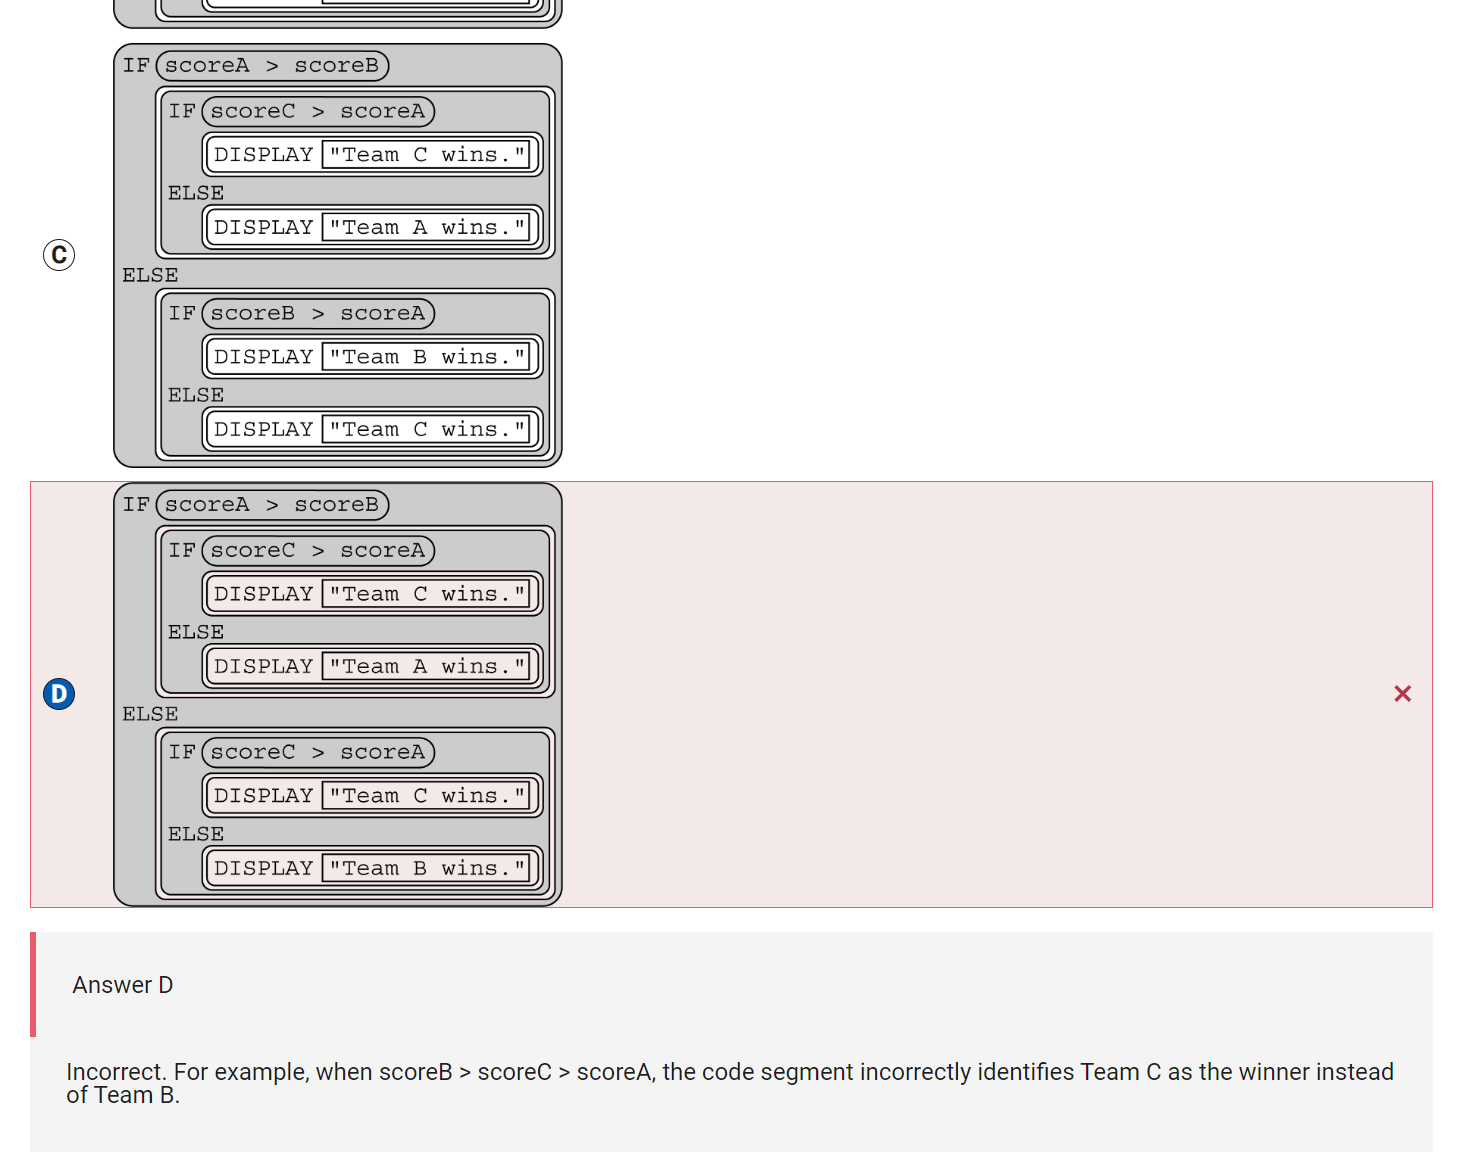 IF scoreA > scoreB
IF scoreC > scoreA
DISPLAY "Team C wins."
ELSE
DISPLAY "Team A wins."
C
ELSE
IF scoreB > scoreA
DISPLAY "Team B wins."
ELSE
DISPLAY "Team C wins."
IF scoreA > scoreB
IF scoreC > scoreA
DISPLAY "Team C wins."
ELSE
DISPLAY "Team A wins."
D
ELSE
IF scoreC > scoreA
DISPLAY "Team C wins."
ELSE
DISPLAY "Team B wins."
Answer D
Incorrect. For example, when scoreB > scoreC > scoreA, the code segment incorrectly identifies Team C as the winner instead
of Team B.